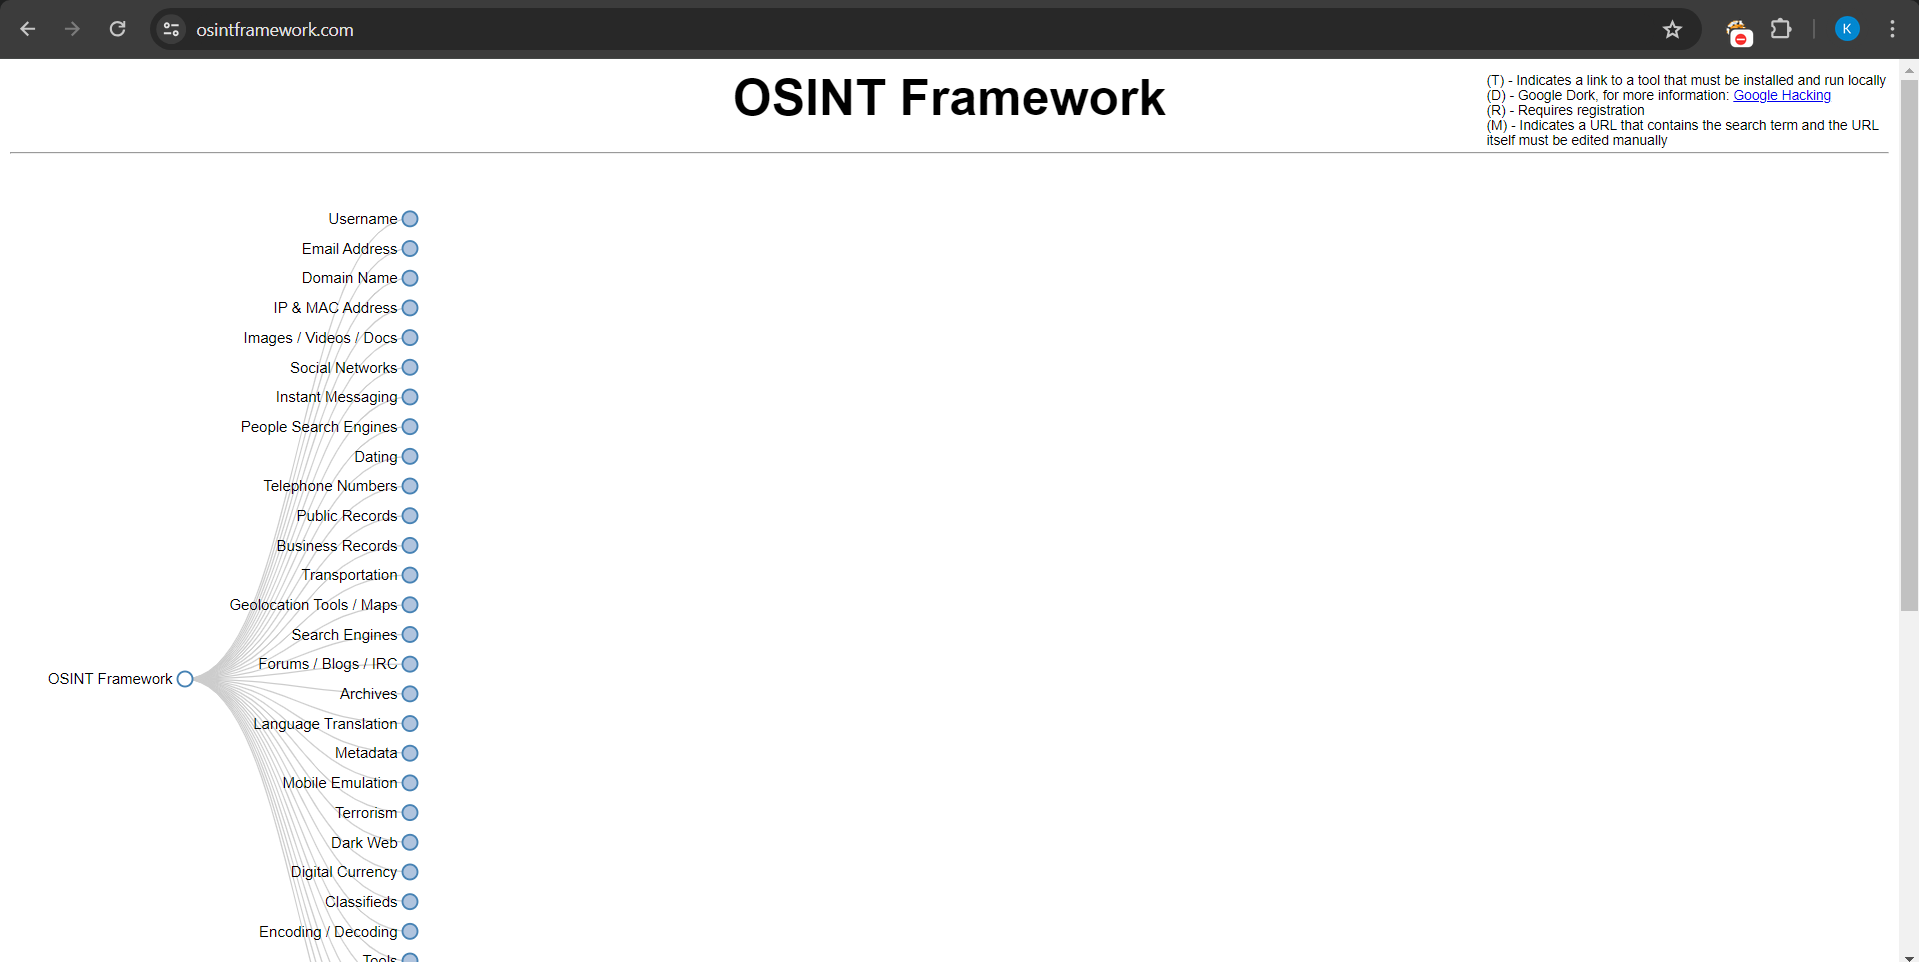 osintframework.com
K
OSINT Framework
(T) - Indicates a link to a tool that must be installed and run locally
(D) - Google Dork, for more information: Google Hacking
(R) - Requires registration
(M) - Indicates a URL that contains the search term and the URL
itself must be edited manually
Username
Email Address
Domain Name
IP & MAC Address
Images / Videos / Docs
Social Networks
Instant Messaging
People Search Engines
Dating
Telephone Numbers
Public Records
Business Records
Transportation
Geolocation Tools / Maps
Search Engines
Forums / Blogs / IRC
OSINT Framework
Archives
Language Translation
Metadata
Mobile Emulation
Terrorism
Dark Web
Digital Currency
Classifieds
Encoding / Decoding
Tools